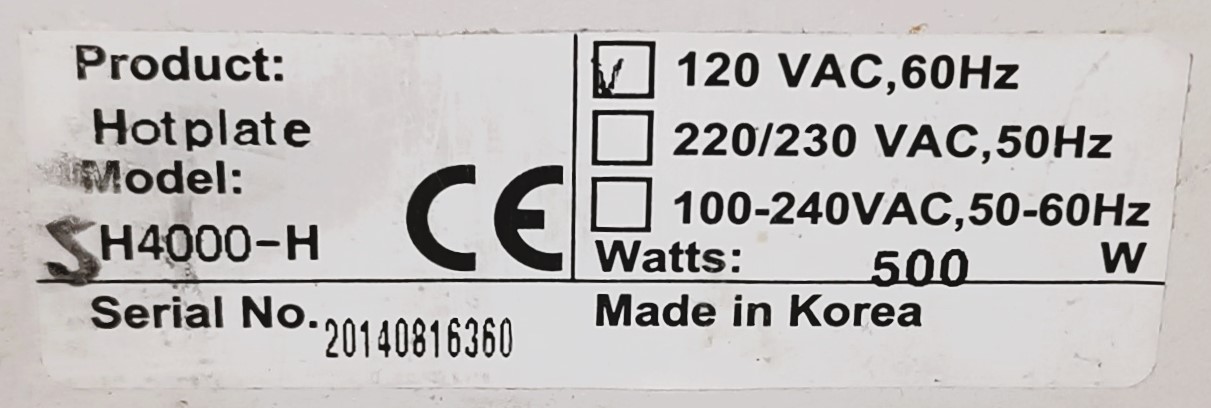 Product:
Hotplate
Model:
SH4000-H
CE
120 VAC,60Hz
220/230 VAC,50Hz
100-240VAC,50-60Hz
Watts: 500 W
Serial No. 20140816360
Made in Korea